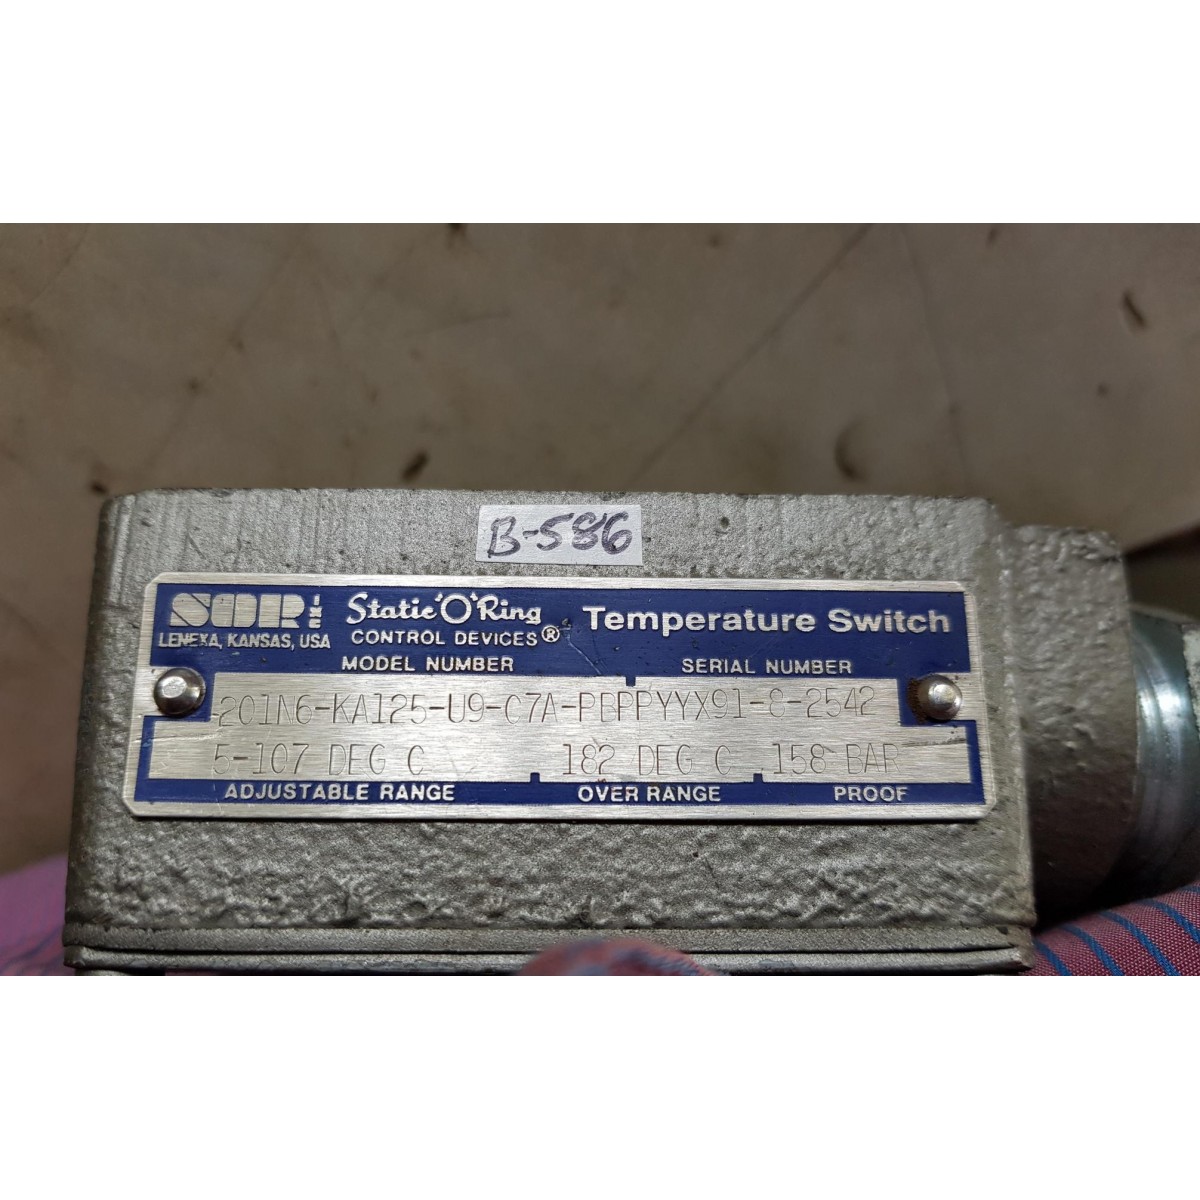 B-586
SOR INC.
Static 'O' Ring Temperature Switch
LENEXA, KANSAS, USA CONTROL DEVICES®
MODEL NUMBER SERIAL NUMBER
201N6-KA125-U9-C7A-PBPPYYX91-8-2542
5-107 DEG C 182 DEG C 158 BAR
ADJUSTABLE RANGE OVER RANGE PROOF